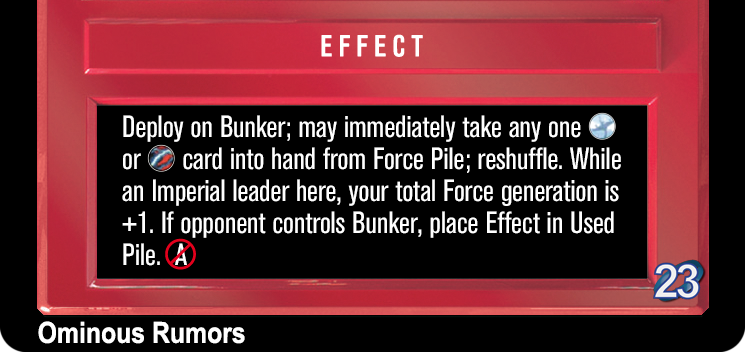 EFFECT
Deploy on Bunker; may immediately take any one
or card into hand from Force Pile; reshuffle. While
an Imperial leader here, your total Force generation is
+1. If opponent controls Bunker, place Effect in Used
Pile. A
23
Ominous Rumors